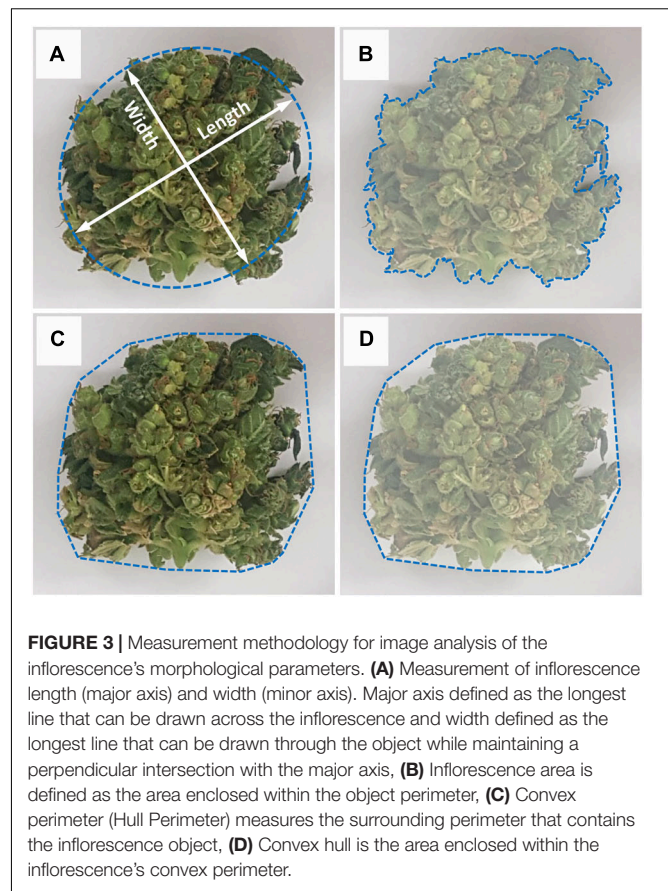 A
Width
Length
B
C
D
FIGURE 3 | Measurement methodology for image analysis of the
inflorescence's morphological parameters. (A) Measurement of inflorescence
length (major axis) and width (minor axis). Major axis defined as the longest
line that can be drawn across the inflorescence and width defined as the
longest line that can be drawn through the object while maintaining a
perpendicular intersection with the major axis, (B) Inflorescence area is
defined as the area enclosed within the object perimeter, (C) Convex
perimeter (Hull Perimeter) measures the surrounding perimeter that contains
the inflorescence object, (D) Convex hull is the area enclosed within the
inflorescence's convex perimeter.